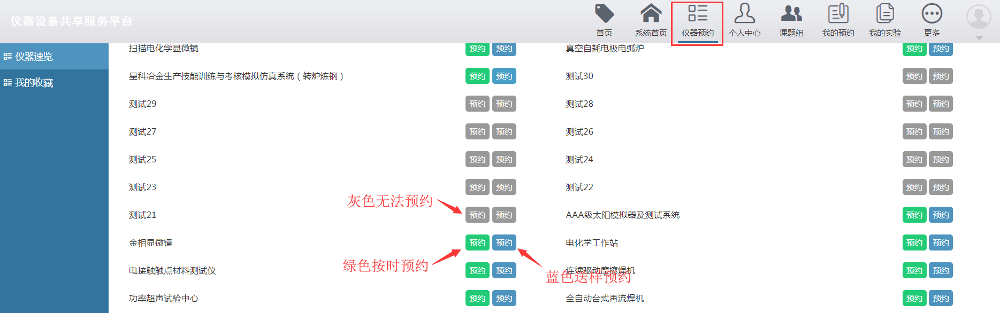 仪器设备共享服务平台
首页 系统首页 仪器预约 个人中心 课题组 我的预约 我的实验 更多
仪器速览
我的收藏
扫描电化学显微镜 预约 预约 真空自耗电极电弧炉 预约 预约
星科冶金生产技能训练与考核模拟仿真系统（转炉炼钢） 预约 预约 测试30 预约 预约
测试29 预约 预约 测试28 预约 预约
测试27 预约 预约 测试26 预约 预约
测试25 预约 预约 测试24 预约 预约
测试23 预约 预约 测试22 预约 预约
灰色无法预约
测试21 预约 预约 AAA级太阳模拟器及测试系统 预约 预约
金相显微镜 预约 预约 电化学工作站 预约 预约
绿色按时预约
电接触触点材料测试仪 预约 预约 连续驱动摩擦焊机 预约 预约
蓝色送样预约
功率超声试验中心 预约 预约 全自动台式再流焊机 预约 预约